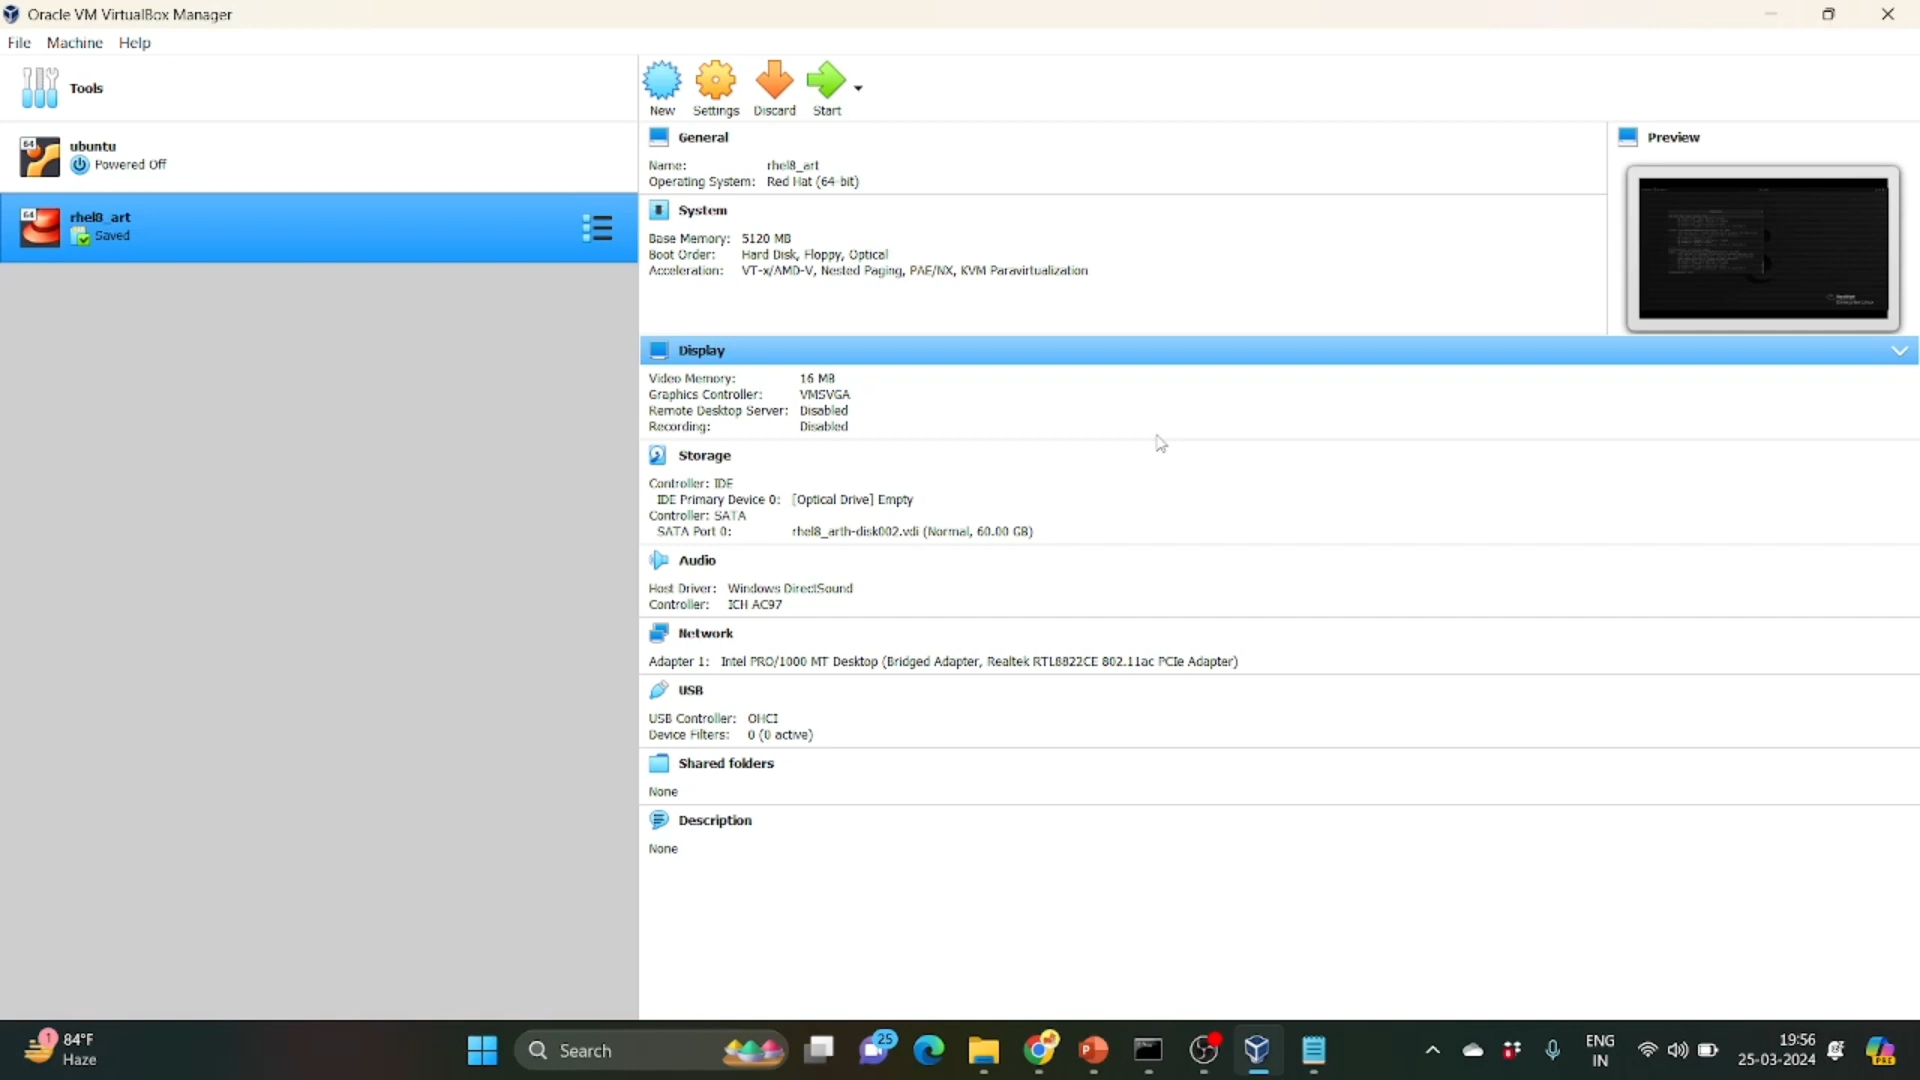 Oracle VM VirtualBox Manager
File Machine Help
Tools
ubuntu
Powered Off
rhel8_art
Saved
New Settings Discard Start
General
Name: rhel8_art
Operating System: Red Hat (64-bit)
System
Base Memory: 5120 MB
Boot Order: Hard Disk, Floppy, Optical
Acceleration: VT-x/AMD-V, Nested Paging, PAE/NX, KVM Paravirtualization
Preview
Display
Video Memory: 16 MB
Graphics Controller: VMSVGA
Remote Desktop Server: Disabled
Recording: Disabled
Storage
Controller: IDE
IDE Primary Device 0: [Optical Drive] Empty
Controller: SATA
SATA Port 0: rhel8_arth-disk002.vdi (Normal, 60.00 GB)
Audio
Host Driver: Windows DirectSound
Controller: ICH AC97
Network
Adapter 1: Intel PRO/1000 MT Desktop (Bridged Adapter, Realtek RTL8822CE 802.11ac PCIe Adapter)
USB
USB Controller: OHCI
Device Filters: 0 (0 active)
Shared folders
None
Description
None
1
84°F
Haze
Search
25
ENG
IN
19:56
25-03-2024
PRE